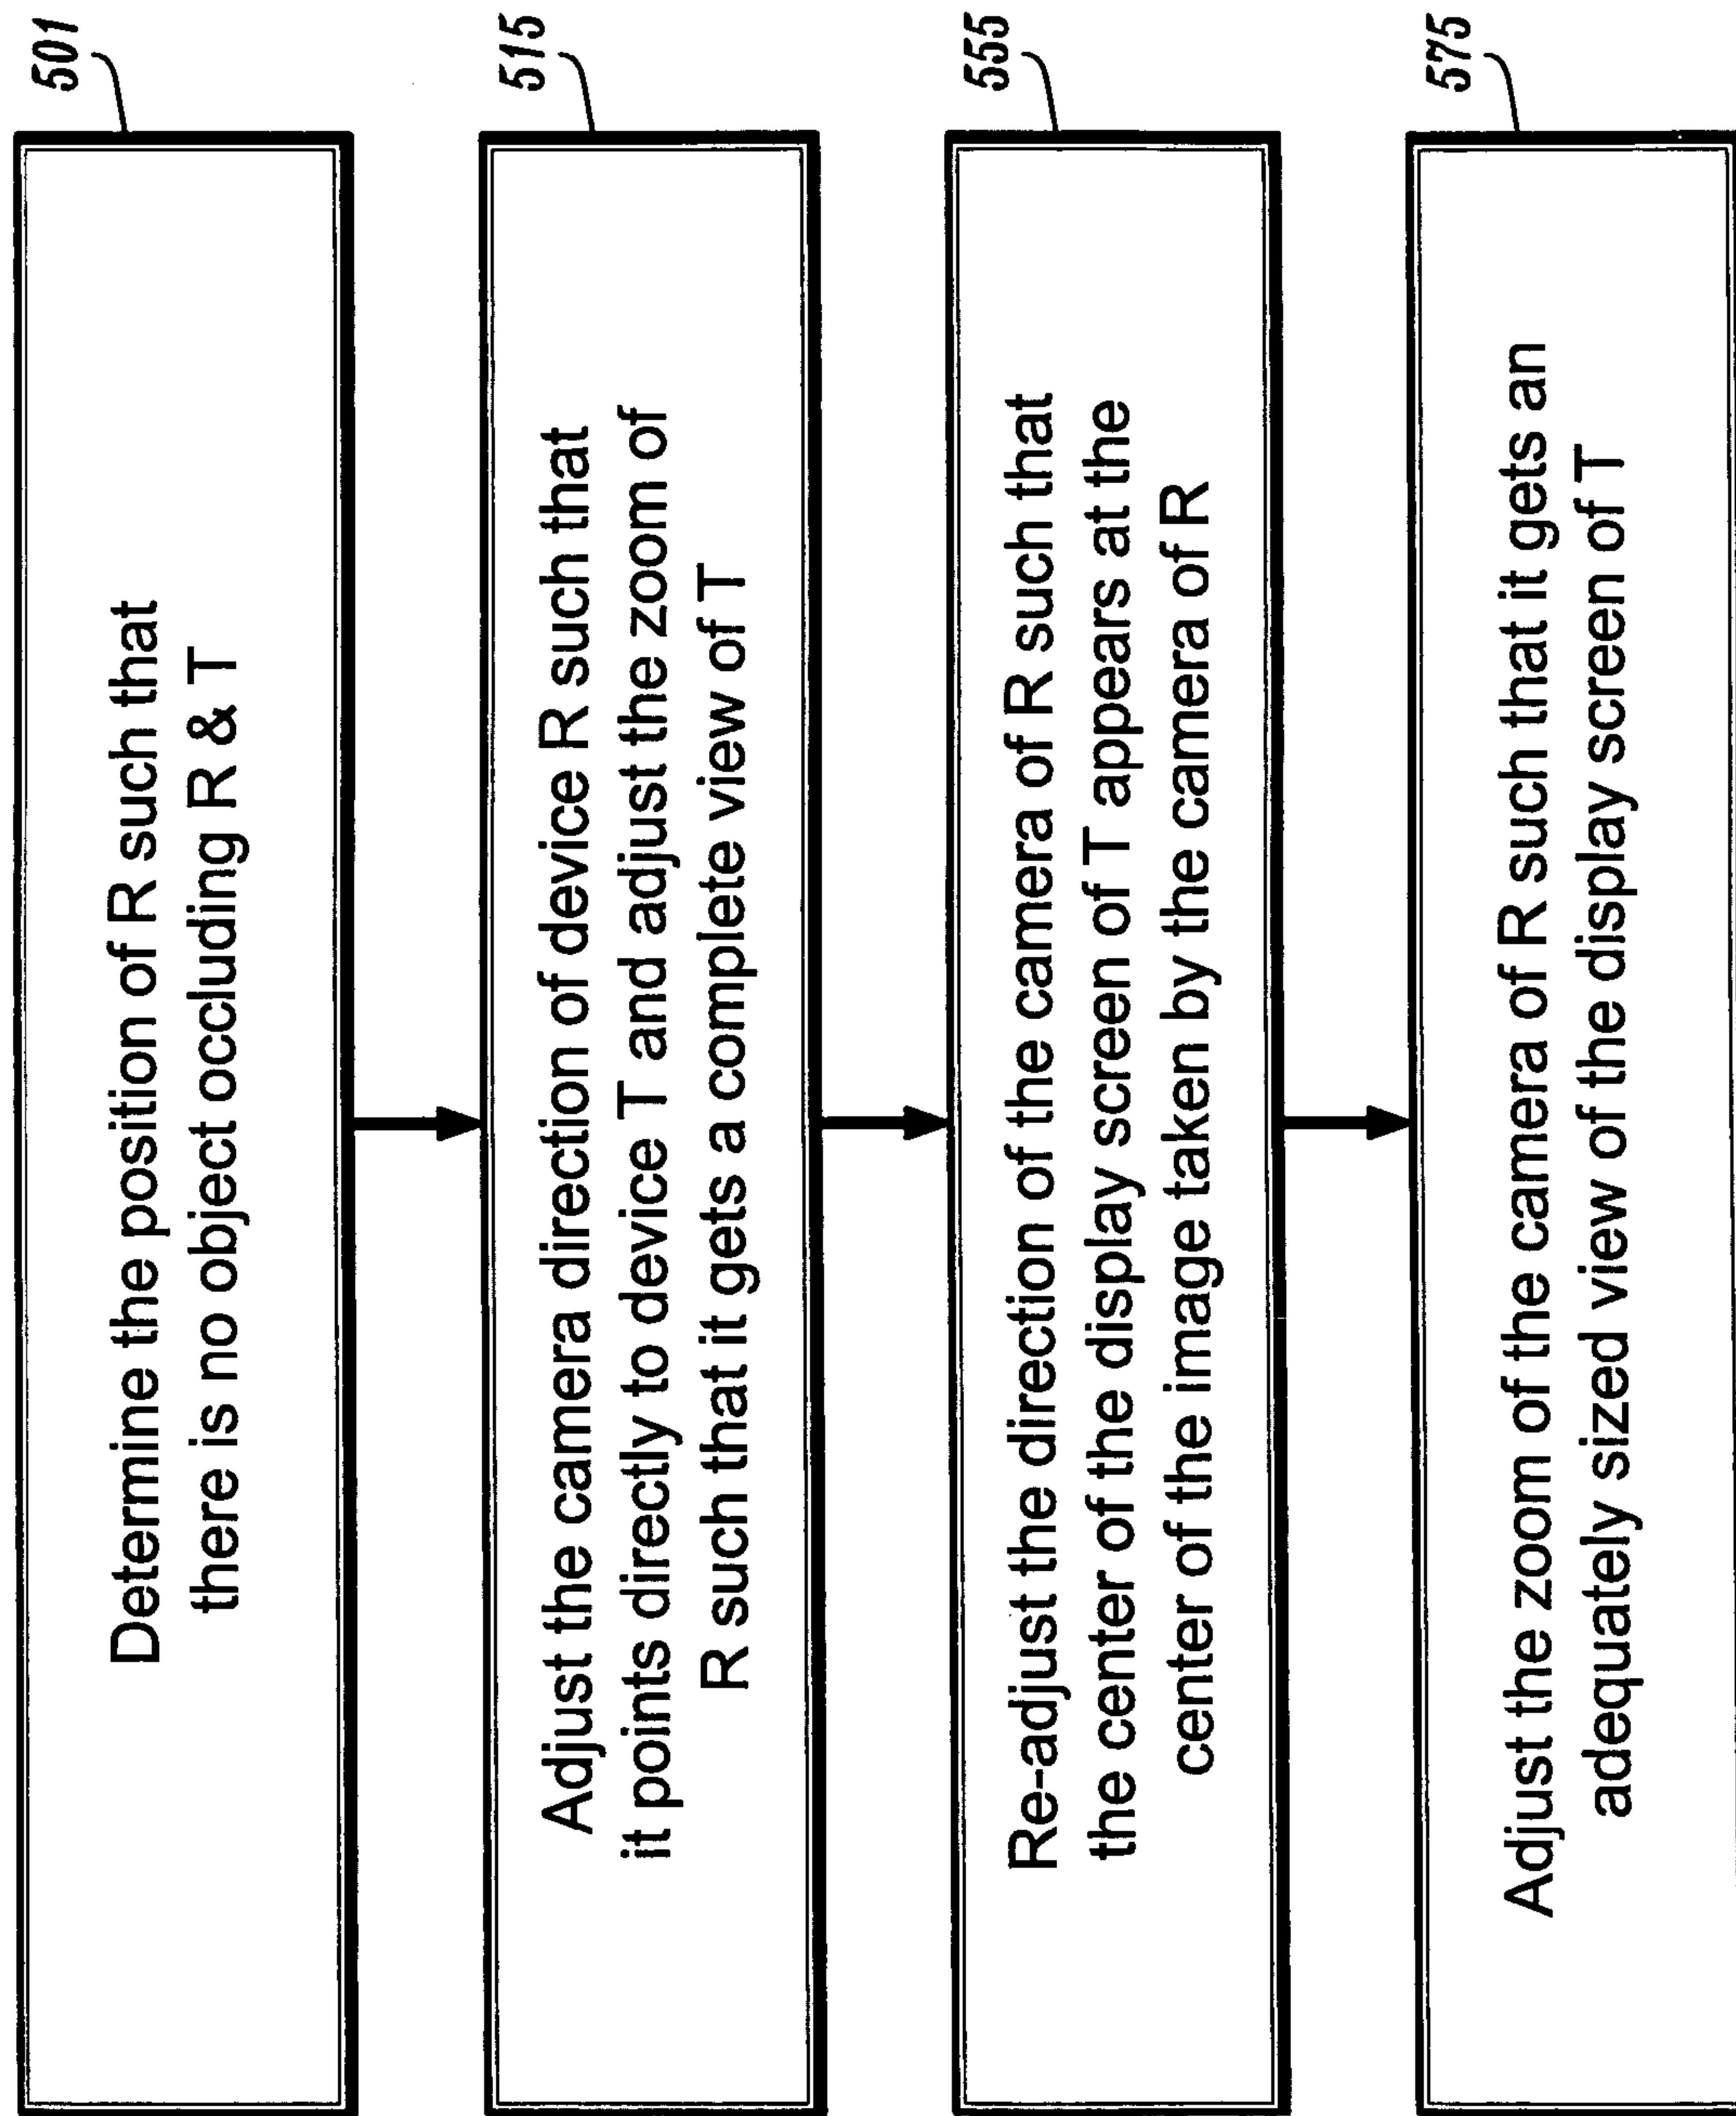 501
Determine the position of R such that
there is no object occluding R & T
515
Adjust the camera direction of device R such that
it points directly to device T and adjust the zoom of
R such that it gets a complete view of T
555
Re-adjust the direction of the camera of R such that
the center of the display screen of T appears at the
center of the image taken by the camera of R
575
Adjust the zoom of the camera of R such that it gets an
adequately sized view of the display screen of T